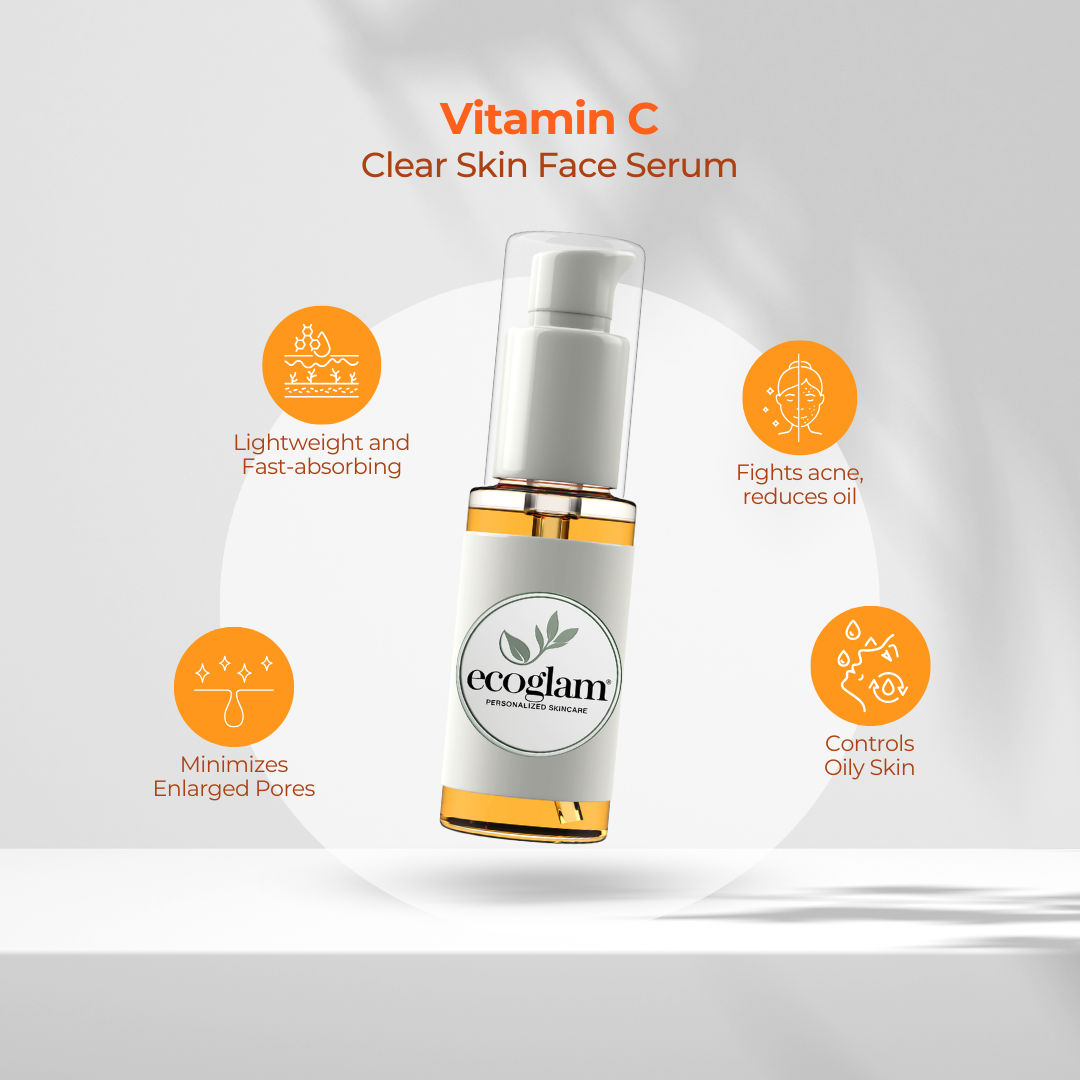 Vitamin C
Clear Skin Face Serum
Lightweight and
Fast-absorbing
Fights acne,
reduces oil
ecoglam®
PERSONALIZED SKINCARE
Minimizes
Enlarged Pores
Controls
Oily Skin